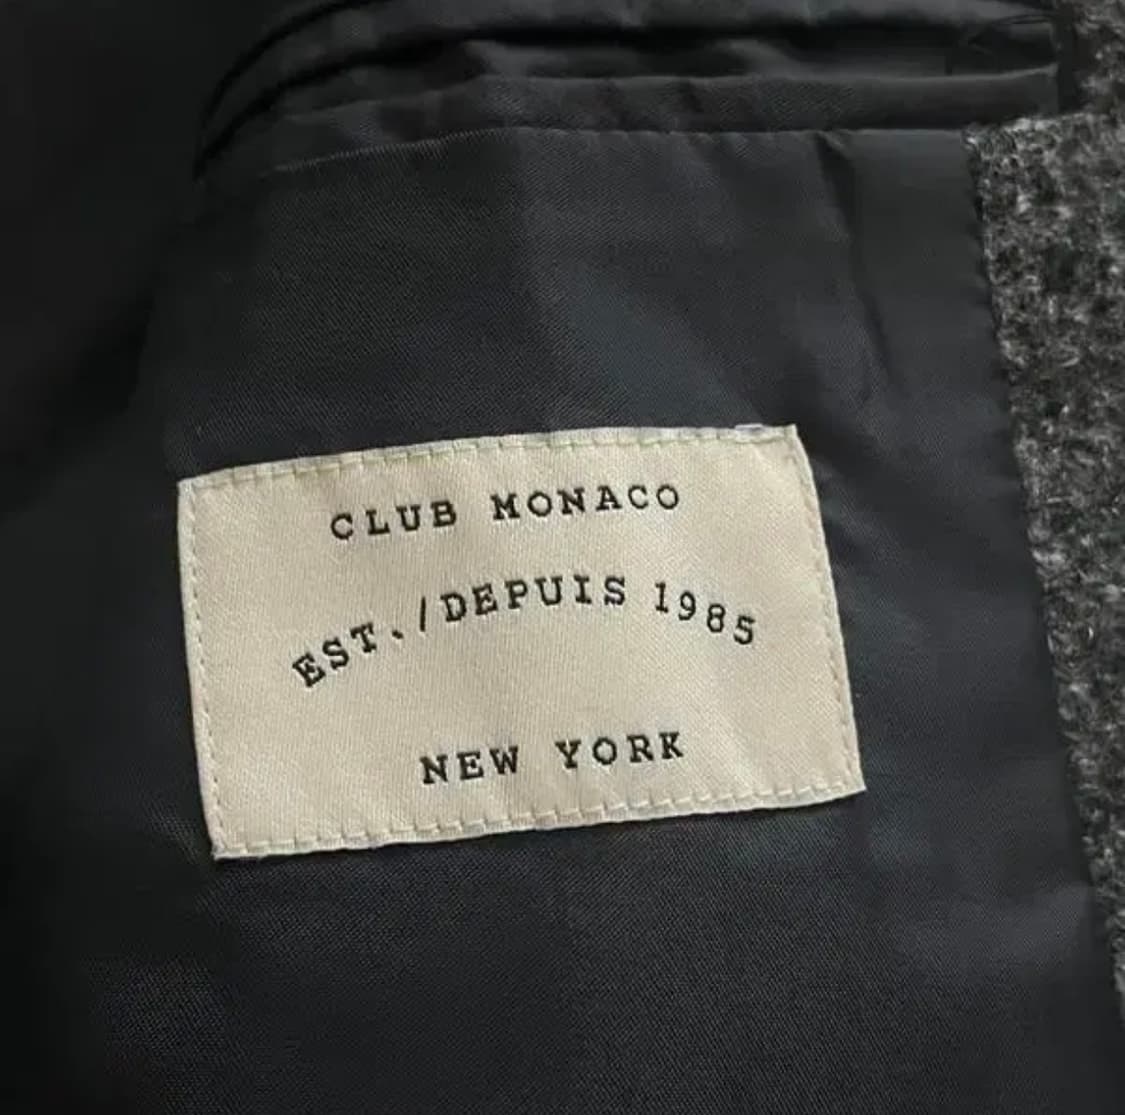 CLUB MONACO
EST./DEPUIS 1985
NEW YORK